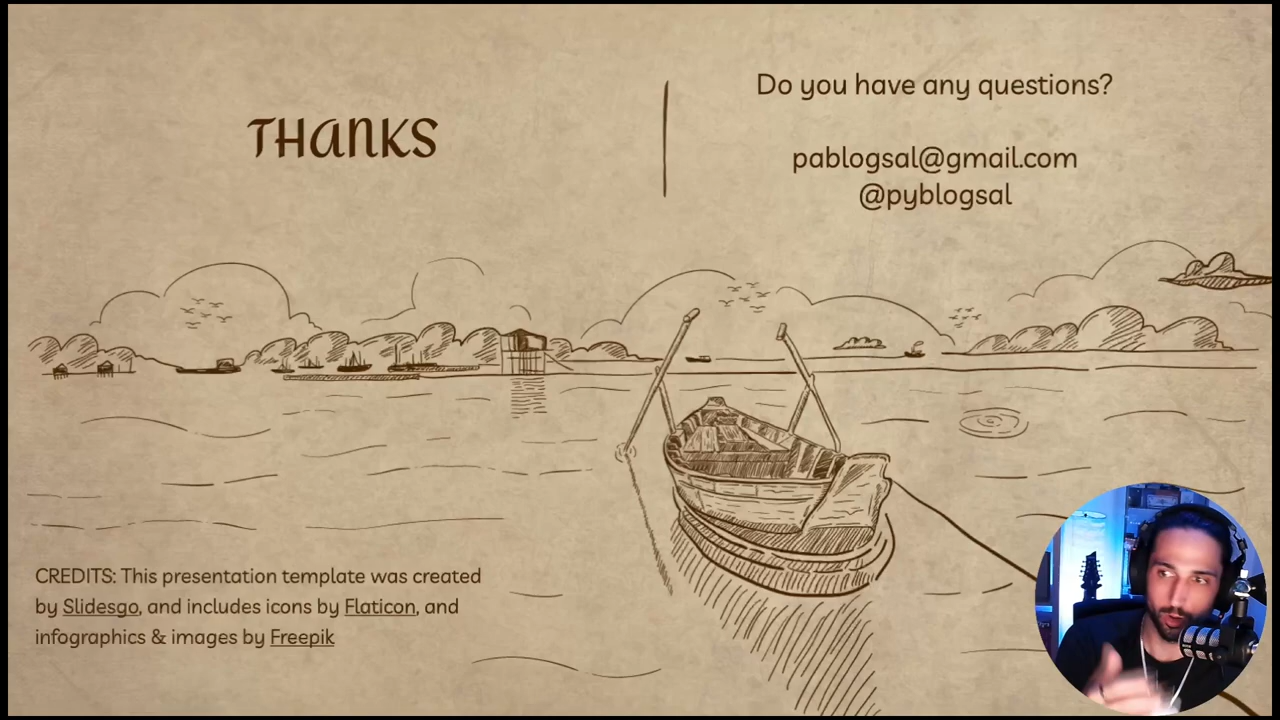 THANKS
Do you have any questions?
pablogsal@gmail.com
@pyblogsal
CREDITS: This presentation template was created
by Slidesgo, and includes icons by Flaticon, and
infographics & images by Freepik